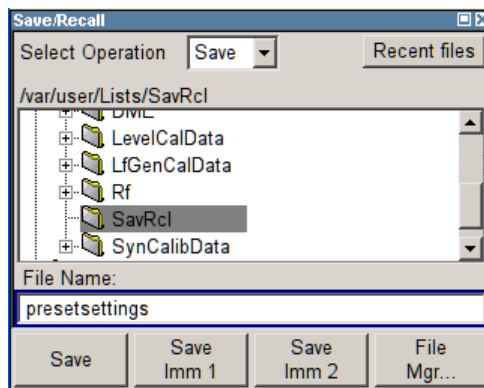 Save/Recall
Select Operation Save Recent files
/var/user/Lists/SavRcl
DME
LevelCalData
LfGenCalData
Rf
SavRcl
SynCalibData
File Name:
presetsettings
Save Save Imm 1 Save Imm 2 File Mgr...